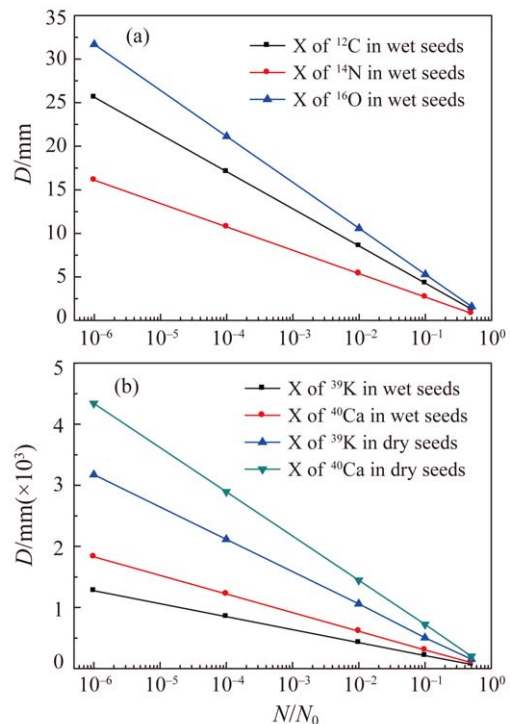 (a)
X of ¹²C in wet seeds
X of ¹⁴N in wet seeds
X of ¹⁶O in wet seeds
D/mm
35
30
25
20
15
10
5
0
10⁻⁶ 10⁻⁵ 10⁻⁴ 10⁻³ 10⁻² 10⁻¹ 10⁰
(b)
X of ³⁹K in wet seeds
X of ⁴⁰Ca in wet seeds
X of ³⁹K in dry seeds
X of ⁴⁰Ca in dry seeds
D/mm(×10³)
5
4
3
2
1
0
10⁻⁶ 10⁻⁵ 10⁻⁴ 10⁻³ 10⁻² 10⁻¹ 10⁰
N/N₀